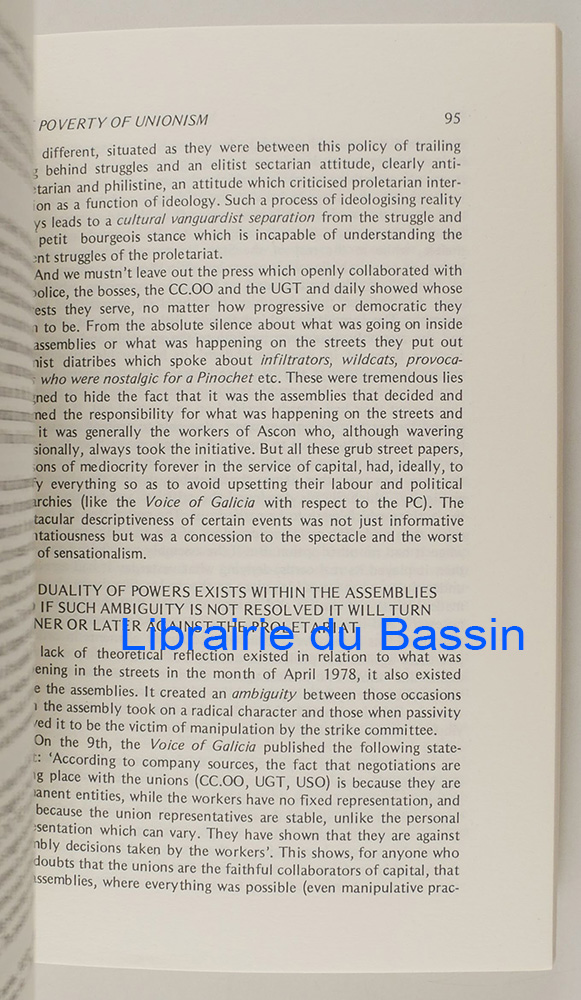 POVERTY OF UNIONISM 95
different, situated as they were between this policy of trailing
behind struggles and an elitist sectarian attitude, clearly anti-
etarian and philistine, an attitude which criticised proletarian inter-
ion as a function of ideology. Such a process of ideologising reality
ys leads to a cultural vanguardist separation from the struggle and
petit bourgeois stance which is incapable of understanding the
ent struggles of the proletariat.
And we mustn't leave out the press which openly collaborated with
police, the bosses, the CC.OO and the UGT and daily showed whose
ests they serve, no matter how progressive or democratic they
n to be. From the absolute silence about what was going on inside
assemblies or what was happening on the streets they put out
nist diatribes which spoke about infiltrators, wildcats, provoca-
who were nostalgic for a Pinochet etc. These were tremendous lies
gned to hide the fact that it was the assemblies that decided and
med the responsibility for what was happening on the streets and
it was generally the workers of Ascon who, although wavering
sionally, always took the initiative. But all these grub street papers,
ons of mediocrity forever in the service of capital, had, ideally, to
fy everything so as to avoid upsetting their labour and political
archies (like the Voice of Galicia with respect to the PC). The
tacular descriptiveness of certain events was not just informative
ntatiousness but was a concession to the spectacle and the worst
of sensationalism.
DUALITY OF POWERS EXISTS WITHIN THE ASSEMBLIES
IF SUCH AMBIGUITY IS NOT RESOLVED IT WILL TURN
NER OR LATER AGAINST THE PROLETARIAT
Librairie du Bassin
lack of theoretical reflection existed in relation to what was
ening in the streets in the month of April 1978, it also existed
e the assemblies. It created an ambiguity between those occasions
n the assembly took on a radical character and those when passivity
ved it to be the victim of manipulation by the strike committee.
On the 9th, the Voice of Galicia published the following state-
t: 'According to company sources, the fact that negotiations are
ng place with the unions (CC.OO, UGT, USO) is because they are
anent entities, while the workers have no fixed representation, and
because the union representatives are stable, unlike the personal
esentation which can vary. They have shown that they are against
mbly decisions taken by the workers'. This shows, for anyone who
doubts that the unions are the faithful collaborators of capital, that
assemblies, where everything was possible (even manipulative prac-